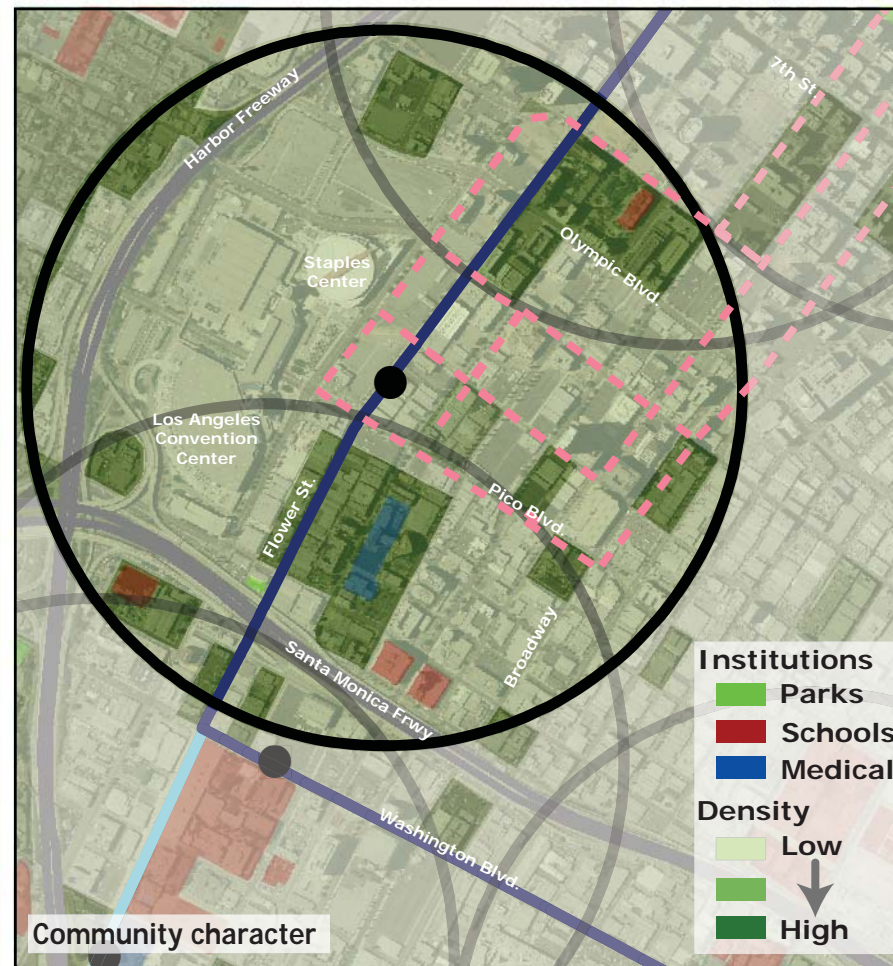 Harbor Freeway
7th St.
Olympic Blvd.
Staples
Center
Los Angeles
Convention
Center
Flower St.
Pico Blvd.
Broadway
Santa Monica Frwy
Washington Blvd.
Institutions
Parks
Schools
Medical
Density
Low
High
Community character